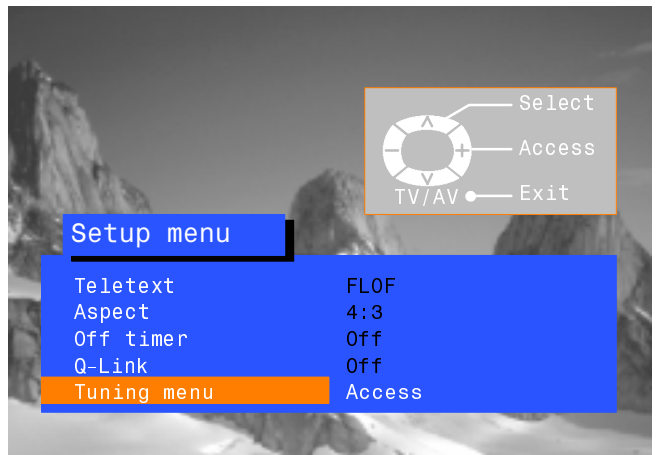 Select
Access
TV/AV Exit
Setup menu
Teletext FLOF
Aspect 4:3
Off timer Off
Q-Link Off
Tuning menu Access